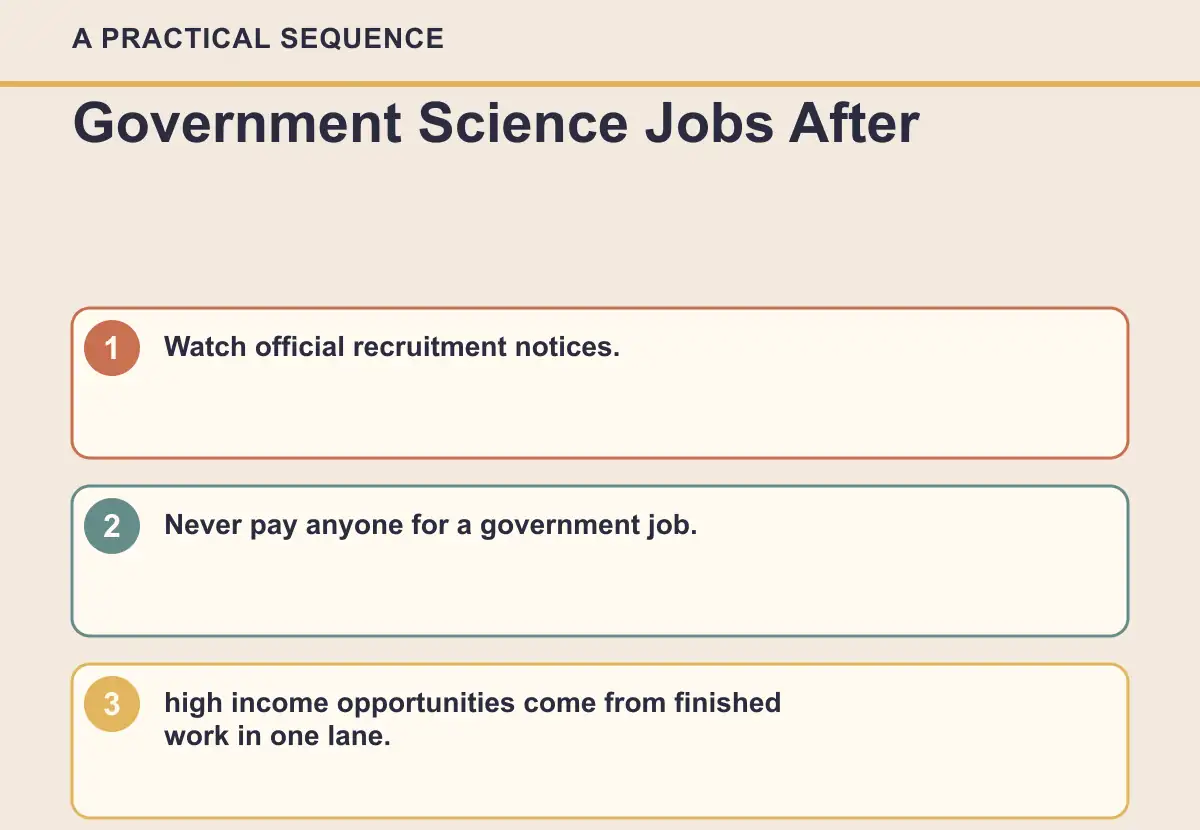 A PRACTICAL SEQUENCE
Government Science Jobs After
1
Watch official recruitment notices.
2
Never pay anyone for a government job.
3
high income opportunities come from finished
work in one lane.